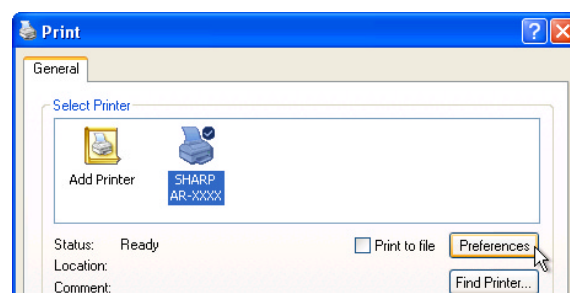 Print
General
Select Printer
Add Printer
SHARP
AR-XXXX
Status: Ready
Print to file
Preferences
Location:
Comment:
Find Printer...